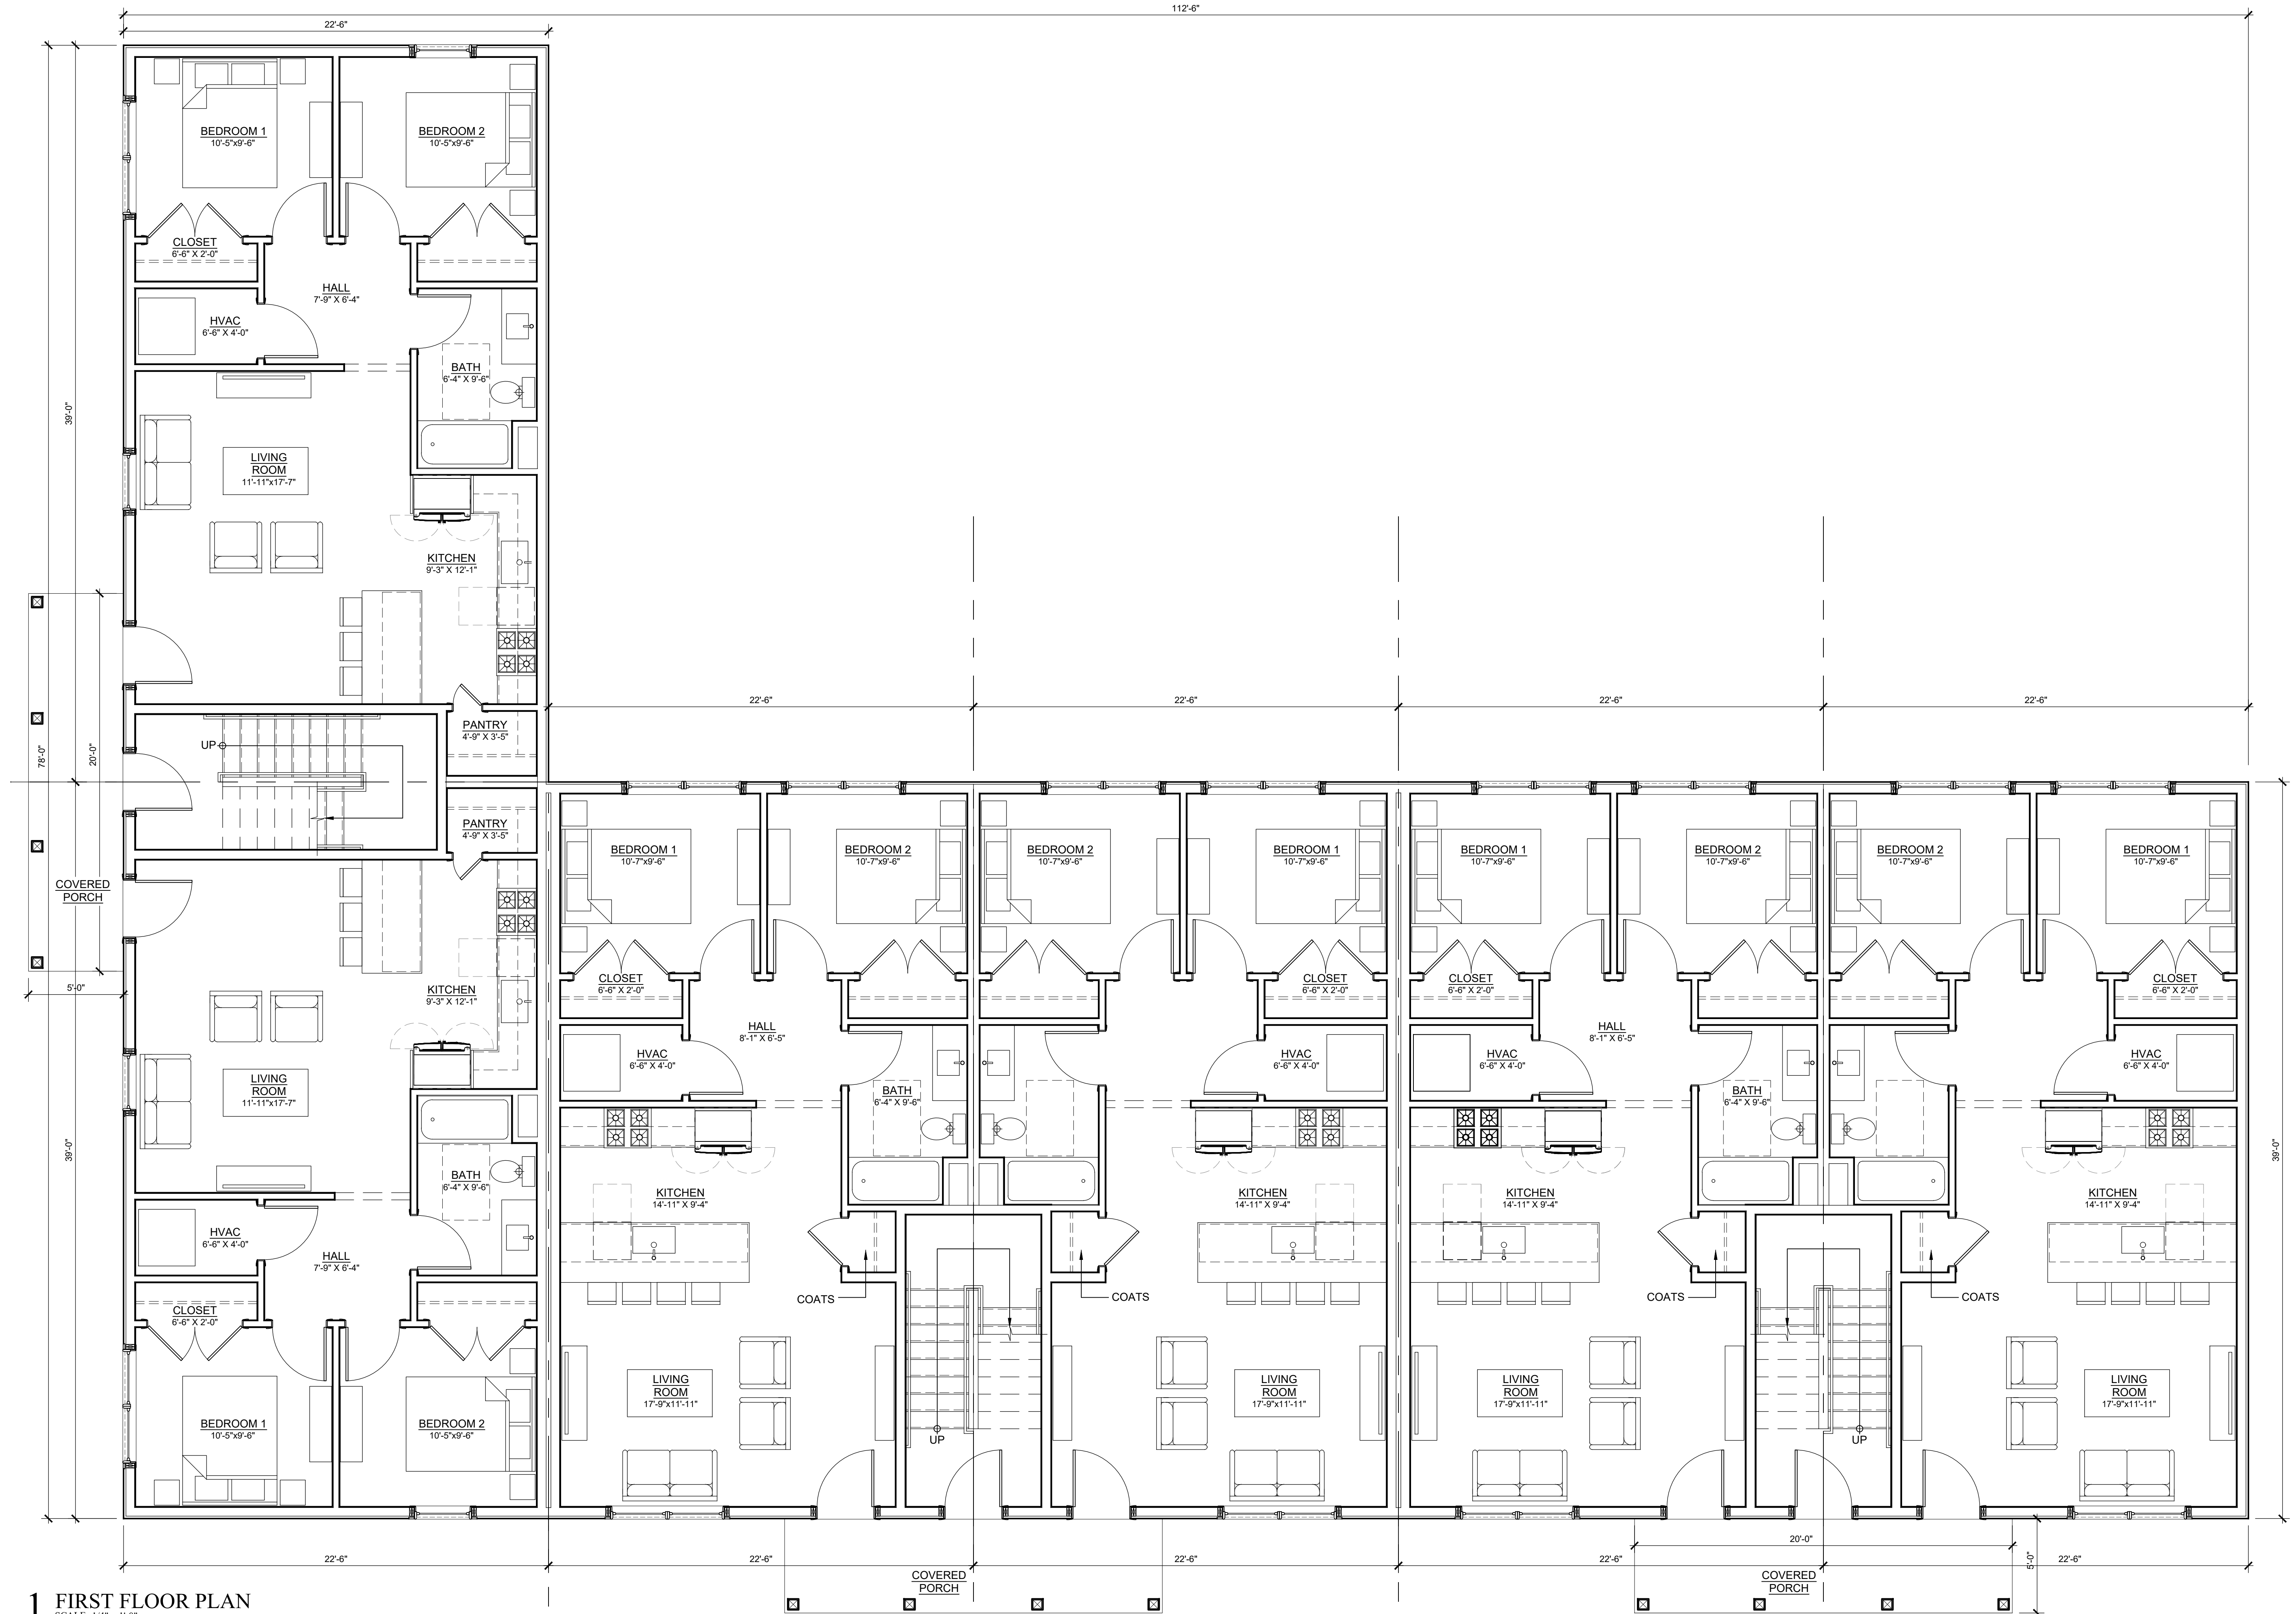 112'-6"
22'-6"
BEDROOM 1
10'-5"x9'-6"
BEDROOM 2
10'-5"x9'-6"
CLOSET
6'-6" X 2'-0"
HALL
7'-9" X 6'-4"
HVAC
6'-6" X 4'-0"
BATH
6'-4" X 9'-6"
39'-0"
LIVING
ROOM
11'-11"x17'-7"
KITCHEN
9'-3" X 12'-1"
22'-6"
22'-6"
22'-6"
22'-6"
PANTRY
4'-9" X 3'-5"
UP
78'-0"
20'-0"
PANTRY
4'-9" X 3'-5"
COVERED
PORCH
5'-0"
KITCHEN
9'-3" X 12'-1"
LIVING
ROOM
11'-11"x17'-7"
39'-0"
BATH
6'-4" X 9'-6"
HVAC
6'-6" X 4'-0"
HALL
7'-9" X 6'-4"
CLOSET
6'-6" X 2'-0"
BEDROOM 1
10'-5"x9'-6"
BEDROOM 2
10'-5"x9'-6"
BEDROOM 1
10'-7"x9'-6"
BEDROOM 2
10'-7"x9'-6"
CLOSET
6'-6" X 2'-0"
HALL
8'-1" X 6'-5"
HVAC
6'-6" X 4'-0"
BATH
6'-4" X 9'-6"
KITCHEN
14'-11" X 9'-4"
COATS
LIVING
ROOM
17'-9"x11'-11"
UP
BEDROOM 2
10'-7"x9'-6"
BEDROOM 1
10'-7"x9'-6"
CLOSET
6'-6" X 2'-0"
HVAC
6'-6" X 4'-0"
KITCHEN
14'-11" X 9'-4"
COATS
LIVING
ROOM
17'-9"x11'-11"
BEDROOM 1
10'-7"x9'-6"
BEDROOM 2
10'-7"x9'-6"
CLOSET
6'-6" X 2'-0"
HALL
8'-1" X 6'-5"
HVAC
6'-6" X 4'-0"
BATH
6'-4" X 9'-6"
KITCHEN
14'-11" X 9'-4"
COATS
LIVING
ROOM
17'-9"x11'-11"
UP
BEDROOM 2
10'-7"x9'-6"
BEDROOM 1
10'-7"x9'-6"
CLOSET
6'-6" X 2'-0"
HVAC
6'-6" X 4'-0"
KITCHEN
14'-11" X 9'-4"
COATS
LIVING
ROOM
17'-9"x11'-11"
39'-0"
20'-0"
5'-0"
22'-6"
22'-6"
22'-6"
22'-6"
22'-6"
COVERED
PORCH
COVERED
PORCH
1 FIRST FLOOR PLAN